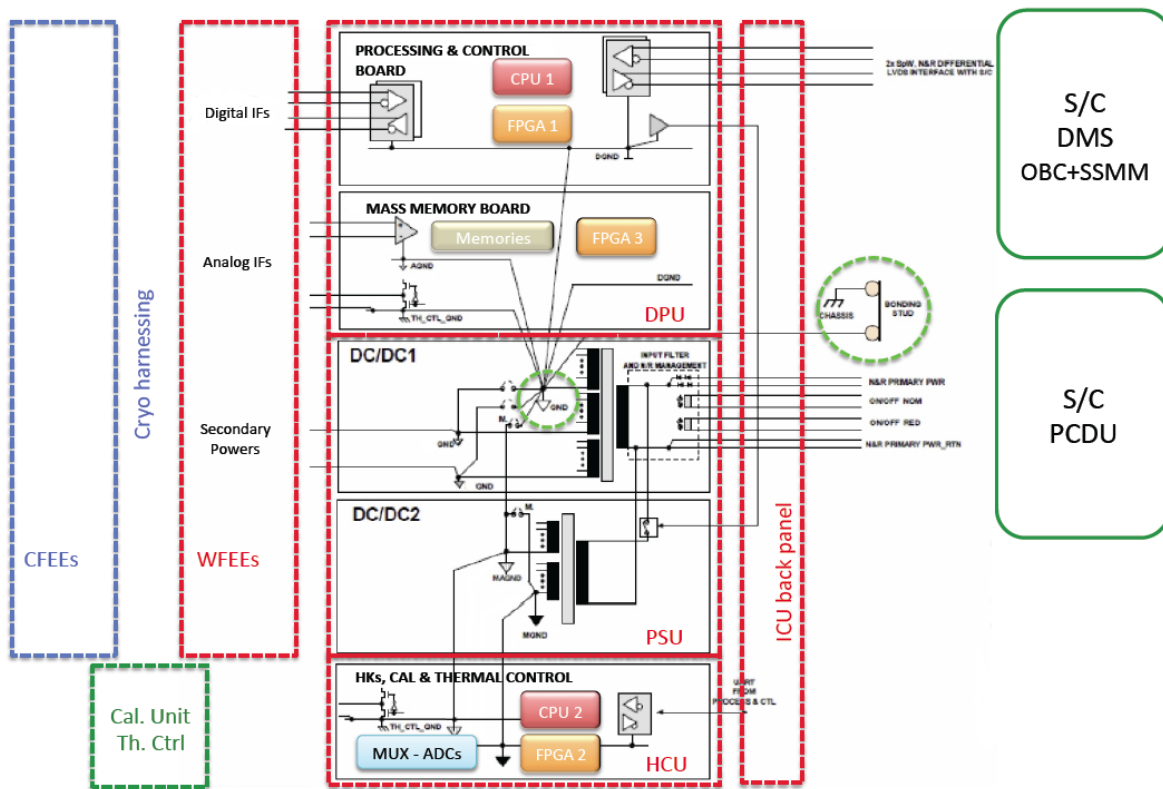 PROCESSING & CONTROL
BOARD
CPU 1
FPGA 1
DGND
2x SpW, N&R DIFFERENTIAL
LVDS INTERFACE WITH S/C
Digital IFs
S/C
DMS
OBC+SSMM
MASS MEMORY BOARD
Memories
FPGA 3
AGND
DGND
TH_CTL_GND
DPU
Analog IFs
Cryo harnessing
CHASSIS
BONDING
STUD
DC/DC1
INPUT FILTER
AND N/R MANAGEMENT
GND
M.
GND
GND
N&R PRIMARY PWR
ON/OFF NOM
ON/OFF RED
N&R PRIMARY PWR_RTN
Secondary
Powers
S/C
PCDU
DC/DC2
M.
MAGND
MGND
PSU
CFEEs
WFEEs
ICU back panel
HKs, CAL & THERMAL CONTROL
CPU 2
TH_CTL_GND
MUX - ADCs
FPGA 2
HCU
UART
FROM
PROCESS & CTL
Cal. Unit
Th. Ctrl